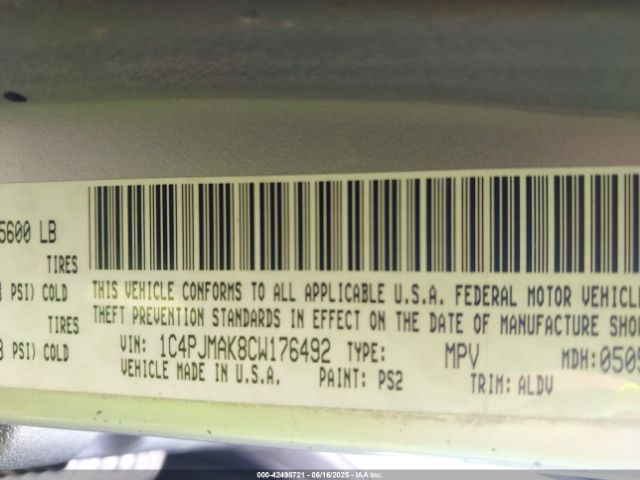 5600 LB
TIRES
PSI) COLD
TIRES
PSI) COLD
THIS VEHICLE CONFORMS TO ALL APPLICABLE U.S.A. FEDERAL MOTOR VEHICLE
THEFT PREVENTION STANDARDS IN EFFECT ON THE DATE OF MANUFACTURE SHO
VIN: 1C4PJMAK8CW176492 TYPE: MPV MDH:050
VEHICLE MADE IN U.S.A. PAINT: PS2 TRIM: ALDV
000-42498721 - 06/16/2025 - IAA Inc.